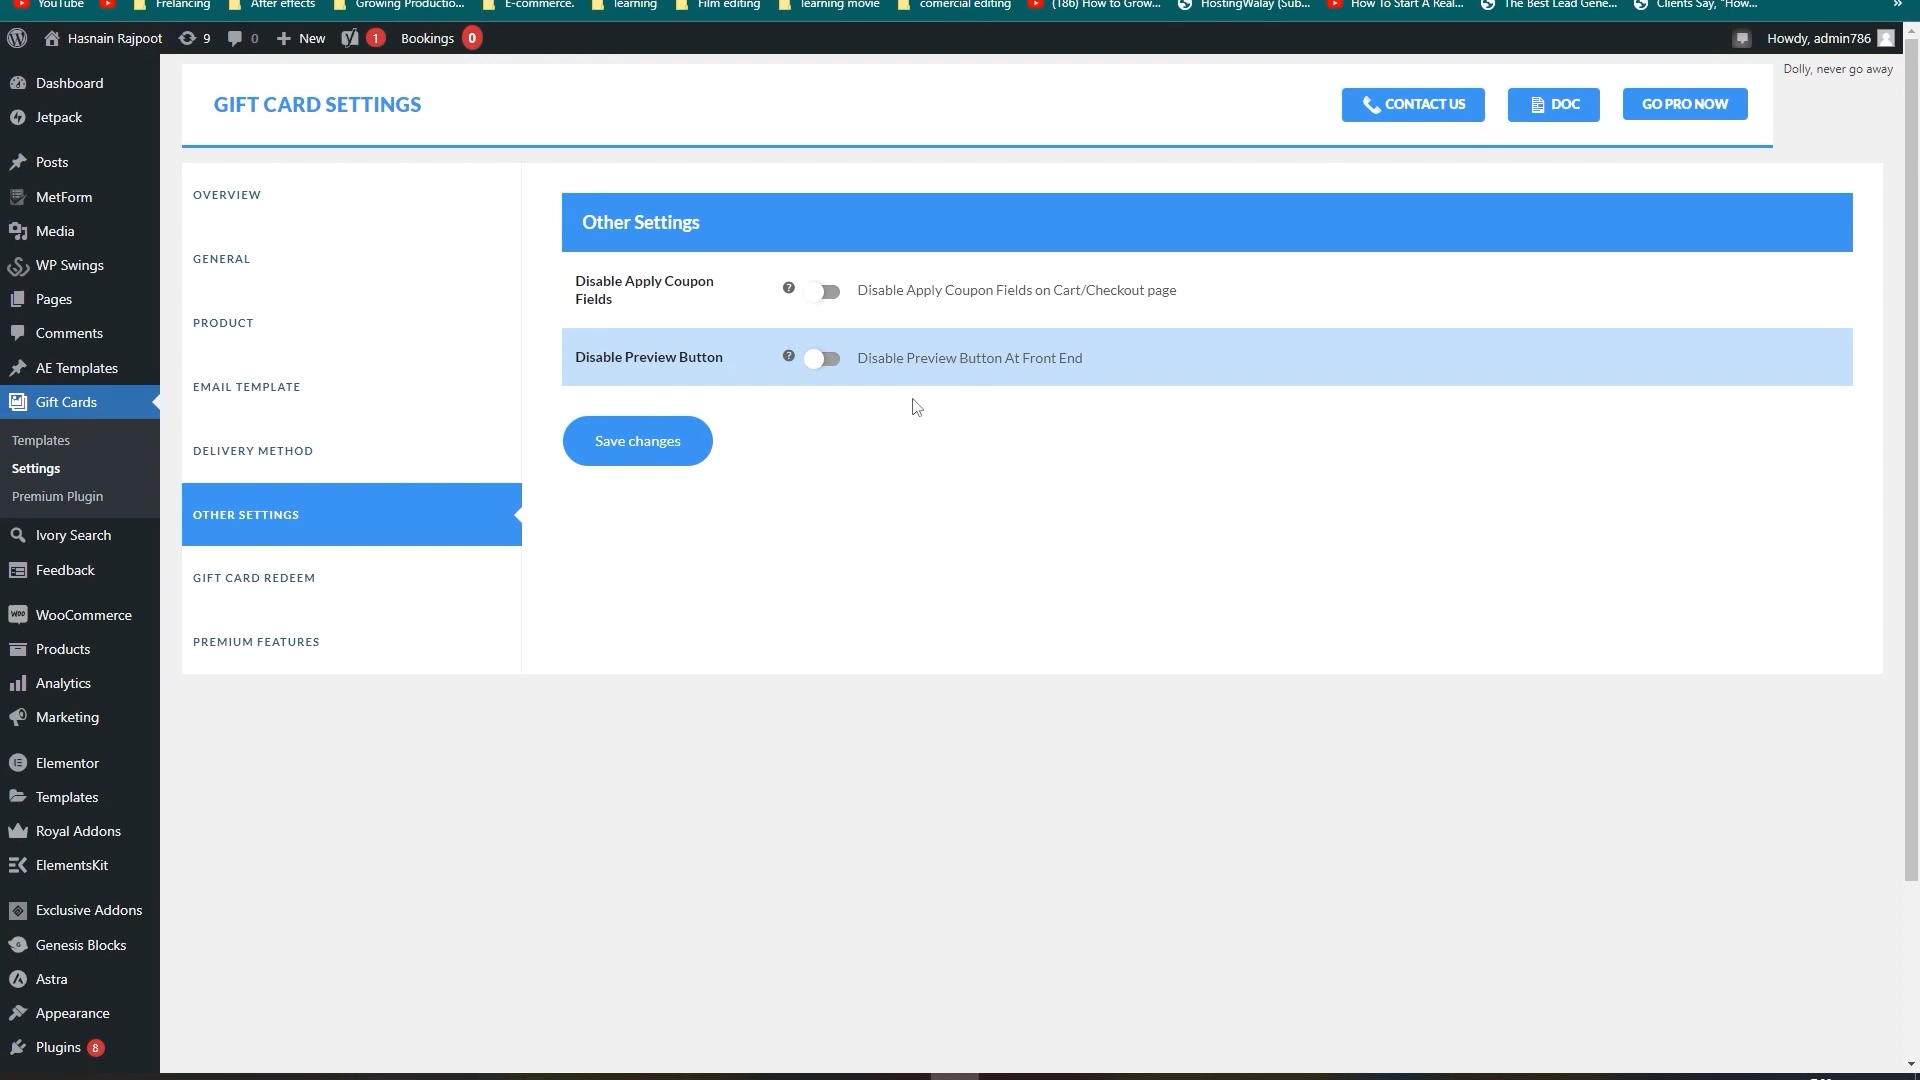 YouTube Frelancing After effects Growing Productio... E-commerce. learning Film editing learning movie comercial editing (186) How to Grow... HostingWalay (Sub... How To Start A Real... The Best Lead Gene... Clients Say, "How... »
Hasnain Rajpoot 9 0 New 1 Bookings 0 Howdy, admin786
Dolly, never go away
Dashboard
Jetpack
Posts
MetForm
Media
WP Swings
Pages
Comments
AE Templates
Gift Cards
Templates
Settings
Premium Plugin
Ivory Search
Feedback
WooCommerce
Products
Analytics
Marketing
Elementor
Templates
Royal Addons
ElementsKit
Exclusive Addons
Genesis Blocks
Astra
Appearance
Plugins 8
GIFT CARD SETTINGS
CONTACT US
DOC
GO PRO NOW
OVERVIEW
GENERAL
PRODUCT
EMAIL TEMPLATE
DELIVERY METHOD
OTHER SETTINGS
GIFT CARD REDEEM
PREMIUM FEATURES
Other Settings
Disable Apply Coupon
Fields
Disable Apply Coupon Fields on Cart/Checkout page
Disable Preview Button
Disable Preview Button At Front End
Save changes